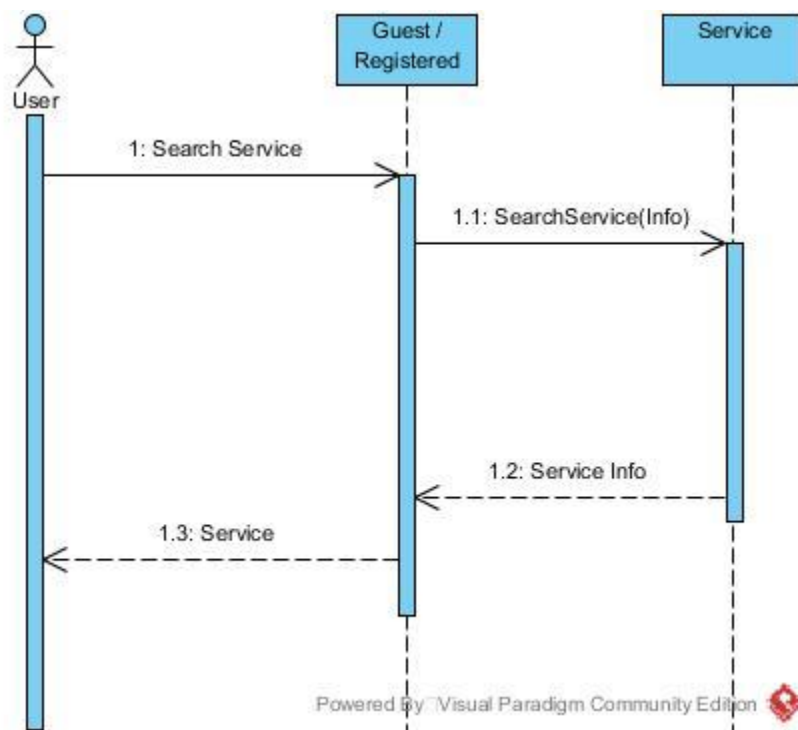 Guest /
Registered
Service
User
1: Search Service
1.1: SearchService(Info)
1.2: Service Info
1.3: Service
Powered By Visual Paradigm Community Edition